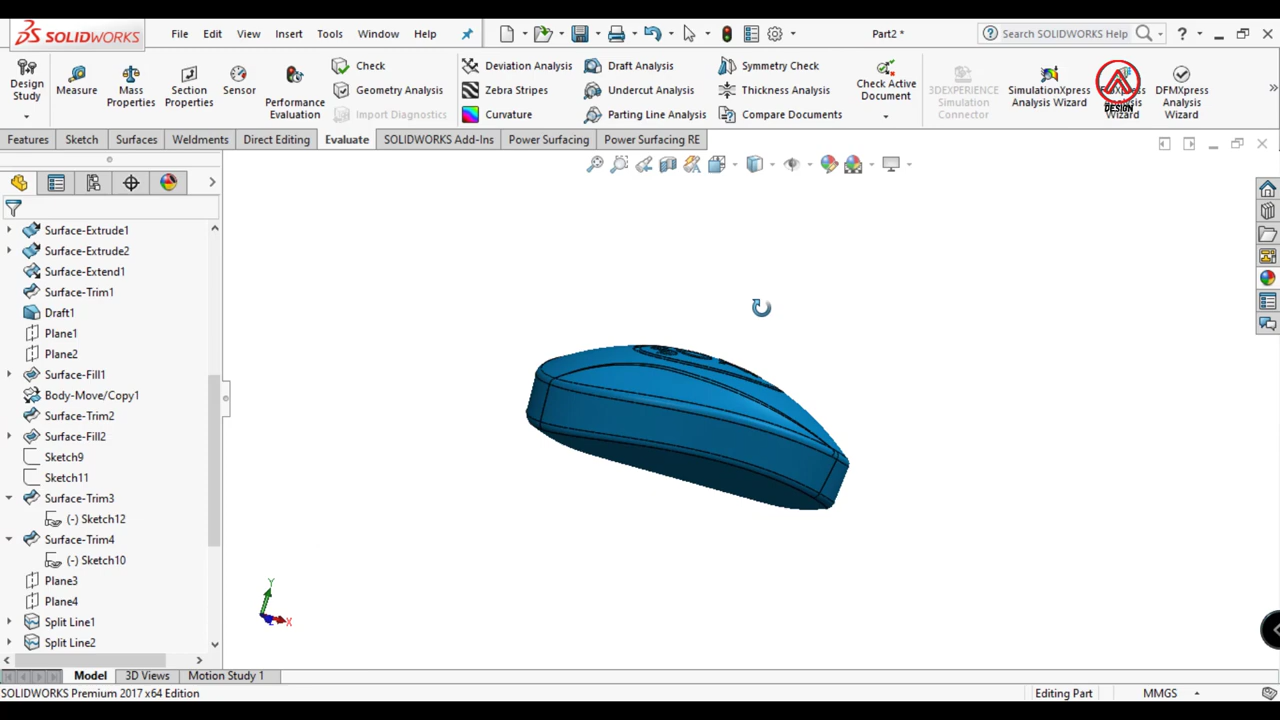 SOLIDWORKS
File Edit View Insert Tools Window Help
Part2 *
Search SOLIDWORKS Help
Design Study
Measure
Mass Properties
Section Properties
Sensor
Performance Evaluation
Check
Geometry Analysis
Import Diagnostics
Deviation Analysis
Zebra Stripes
Curvature
Draft Analysis
Undercut Analysis
Parting Line Analysis
Symmetry Check
Thickness Analysis
Compare Documents
Check Active Document
3DEXPERIENCE Simulation Connector
SimulationXpress Analysis Wizard
Wizard
DESIGN
DFMXpress Analysis Wizard
Features Sketch Surfaces Weldments Direct Editing Evaluate SOLIDWORKS Add-Ins Power Surfacing Power Surfacing RE
Surface-Extrude1
Surface-Extrude2
Surface-Extend1
Surface-Trim1
Draft1
Plane1
Plane2
Surface-Fill1
Body-Move/Copy1
Surface-Trim2
Surface-Fill2
Sketch9
Sketch11
Surface-Trim3
(-) Sketch12
Surface-Trim4
(-) Sketch10
Plane3
Plane4
Split Line1
Split Line2
Y
X
Model 3D Views Motion Study 1
SOLIDWORKS Premium 2017 x64 Edition
Editing Part
MMGS